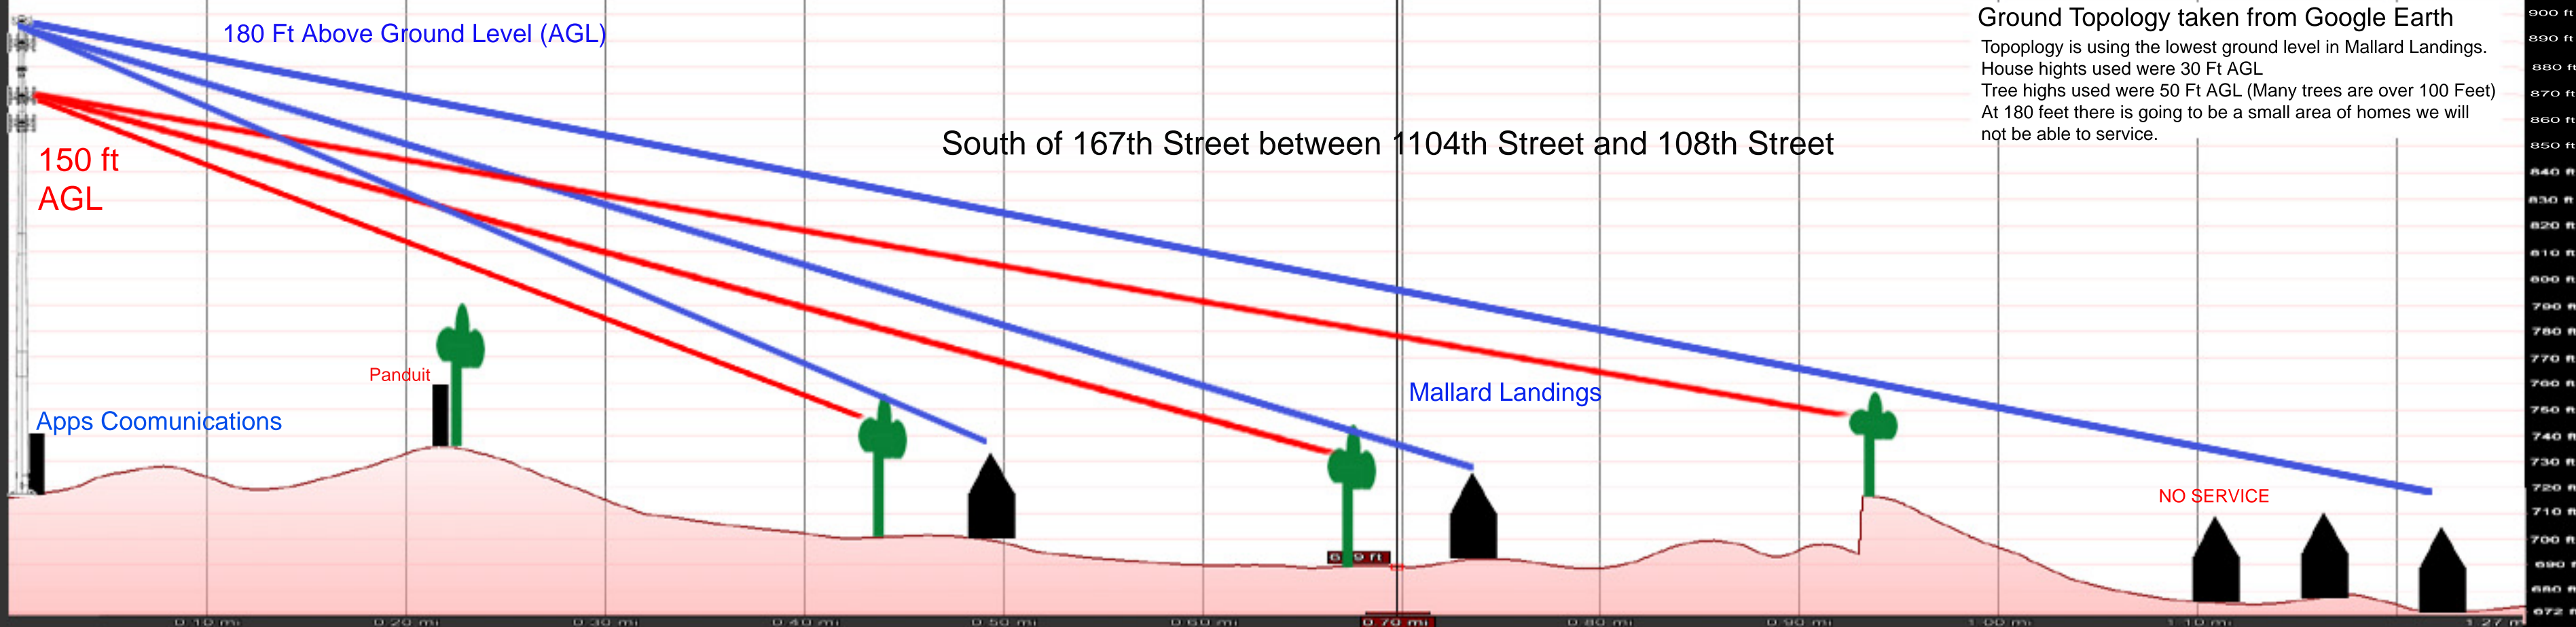 180 Ft Above Ground Level (AGL)
Ground Topology taken from Google Earth
Topoplogy is using the lowest ground level in Mallard Landings.
House hights used were 30 Ft AGL
Tree highs used were 50 Ft AGL (Many trees are over 100 Feet)
At 180 feet there is going to be a small area of homes we will
not be able to service.
South of 167th Street between 1104th Street and 108th Street
150 ft
AGL
Panduit
Apps Coomunications
Mallard Landings
NO SERVICE
900 ft
890 ft
880 ft
870 ft
860 ft
850 ft
840 ft
830 ft
820 ft
810 ft
800 ft
790 ft
780 ft
770 ft
760 ft
750 ft
740 ft
730 ft
720 ft
710 ft
700 ft
690 ft
680 ft
672 ft
0.10 mi
0.20 mi
0.30 mi
0.40 mi
0.50 mi
0.60 mi
0.70 mi
0.80 mi
0.90 mi
1.00 mi
1.10 mi
1.27 m